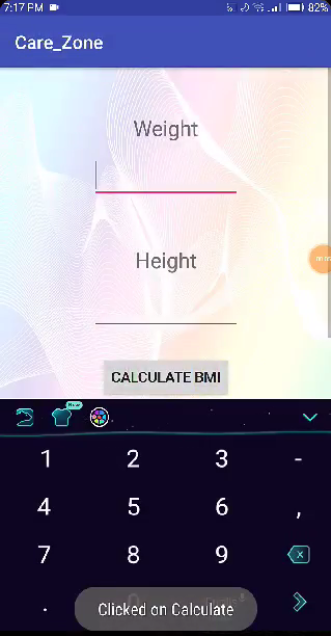 7:17 PM
82%
Care_Zone
Weight
Height
CALCULATE BMI
1 2 3 -
4 5 6 ,
7 8 9
.
Clicked on Calculate